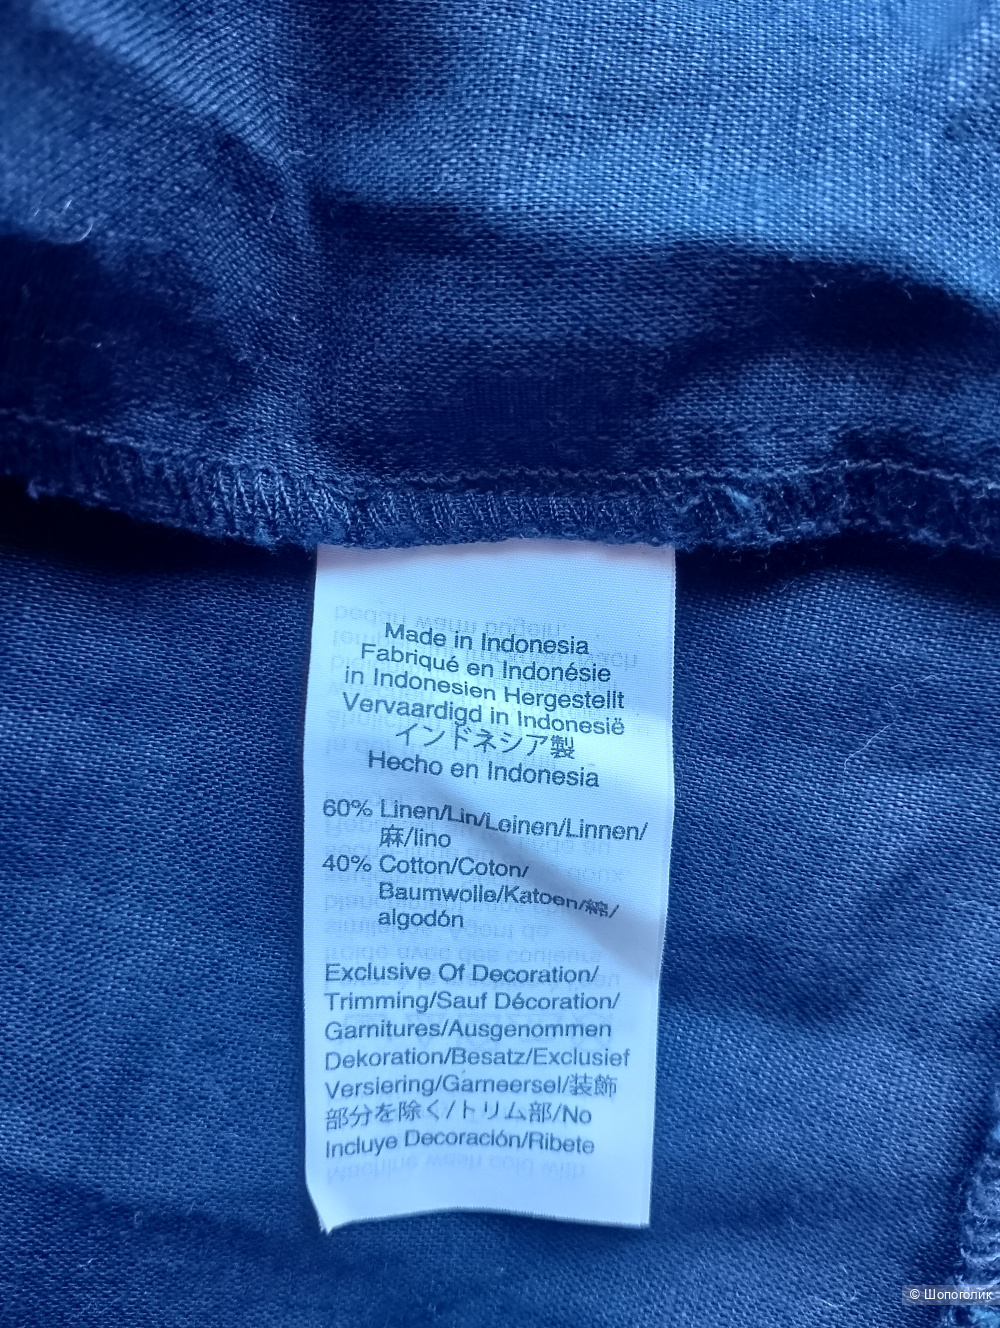 Made in Indonesia
Fabriqué en Indonésie
in Indonesien Hergestellt
Vervaardigd in Indonesië
インドネシア製
Hecho en Indonesia
60% Linen/Lin/Leinen/Linnen/
麻/lino
40% Cotton/Coton/
Baumwolle/Katoen/綿/
algodón
Exclusive Of Decoration/
Trimming/Sauf Décoration/
Garnitures/Ausgenommen
Dekoration/Besatz/Exclusief
Versiering/Garneersel/装飾
部分を除く/トリム部/No
Incluye Decoración/Ribete
© Шопоголик